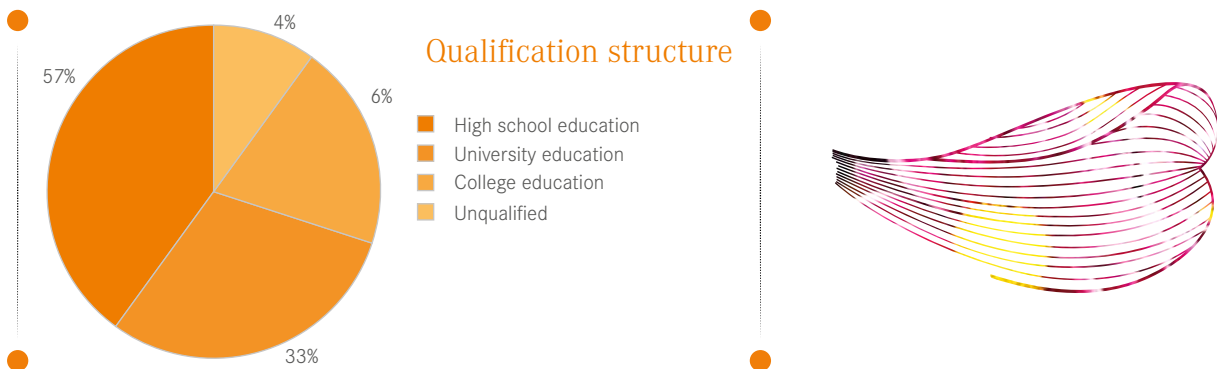 4%
Qualification structure
57%
6%
High school education
University education
College education
Unqualified
33%